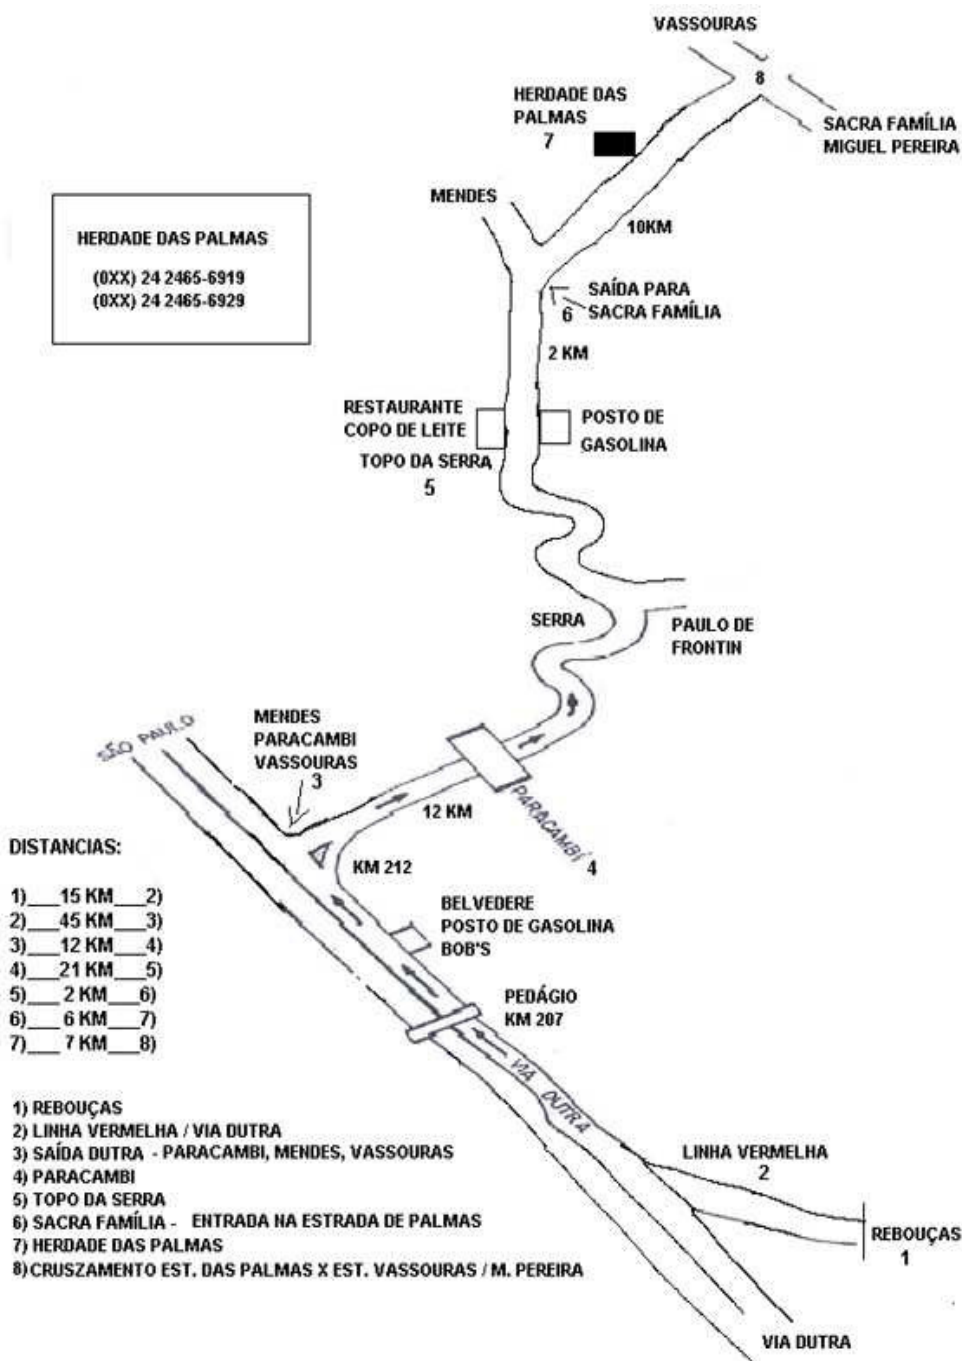 VASSOURAS
8
HERDADE DAS
PALMAS
7
SACRA FAMÍLIA
MIGUEL PEREIRA
MENDES
10KM
HERDADE DAS PALMAS
(0XX) 24 2465-6919
(0XX) 24 2465-6929
SAÍDA PARA
SACRA FAMÍLIA
6
2 KM
RESTAURANTE
COPO DE LEITE
TOPO DA SERRA
5
POSTO DE
GASOLINA
SERRA
PAULO DE
FRONTIN
SÃO PAULO
MENDES
PARACAMBI
VASSOURAS
3
12 KM
PARACAMBÍ
4
KM 212
BELVEDERE
POSTO DE GASOLINA
BOB'S
PEDÁGIO
KM 207
VIA DUTRA
LINHA VERMELHA
2
REBOUÇAS
1
VIA DUTRA
DISTANCIAS:
1)___15 KM___2)
2)___45 KM___3)
3)___12 KM___4)
4)___21 KM___5)
5)___ 2 KM___6)
6)___ 6 KM___7)
7)___ 7 KM___8)
1) REBOUÇAS
2) LINHA VERMELHA / VIA DUTRA
3) SAÍDA DUTRA - PARACAMBI, MENDES, VASSOURAS
4) PARACAMBI
5) TOPO DA SERRA
6) SACRA FAMÍLIA - ENTRADA NA ESTRADA DE PALMAS
7) HERDADE DAS PALMAS
8) CRUSZAMENTO EST. DAS PALMAS X EST. VASSOURAS / M. PEREIRA